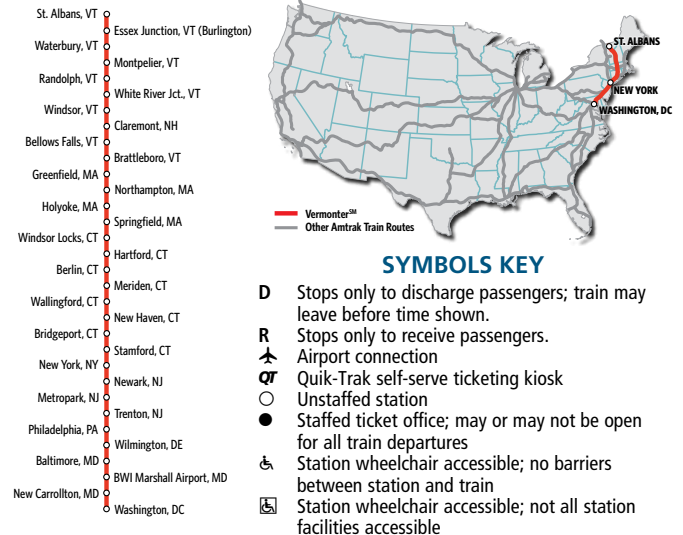 St. Albans, VT
Essex Junction, VT (Burlington)
Waterbury, VT
Montpelier, VT
Randolph, VT
White River Jct., VT
Windsor, VT
Claremont, NH
Bellows Falls, VT
Brattleboro, VT
Greenfield, MA
Northampton, MA
Holyoke, MA
Springfield, MA
Windsor Locks, CT
Hartford, CT
Berlin, CT
Meriden, CT
Wallingford, CT
New Haven, CT
Bridgeport, CT
Stamford, CT
New York, NY
Newark, NJ
Metropark, NJ
Trenton, NJ
Philadelphia, PA
Wilmington, DE
Baltimore, MD
BWI Marshall Airport, MD
New Carrollton, MD
Washington, DC
ST. ALBANS
NEW YORK
WASHINGTON, DC
Vermonter℠
Other Amtrak Train Routes
SYMBOLS KEY
D Stops only to discharge passengers; train may
leave before time shown.
R Stops only to receive passengers.
Airport connection
QT Quik-Trak self-serve ticketing kiosk
Unstaffed station
Staffed ticket office; may or may not be open
for all train departures
Station wheelchair accessible; no barriers
between station and train
Station wheelchair accessible; not all station
facilities accessible